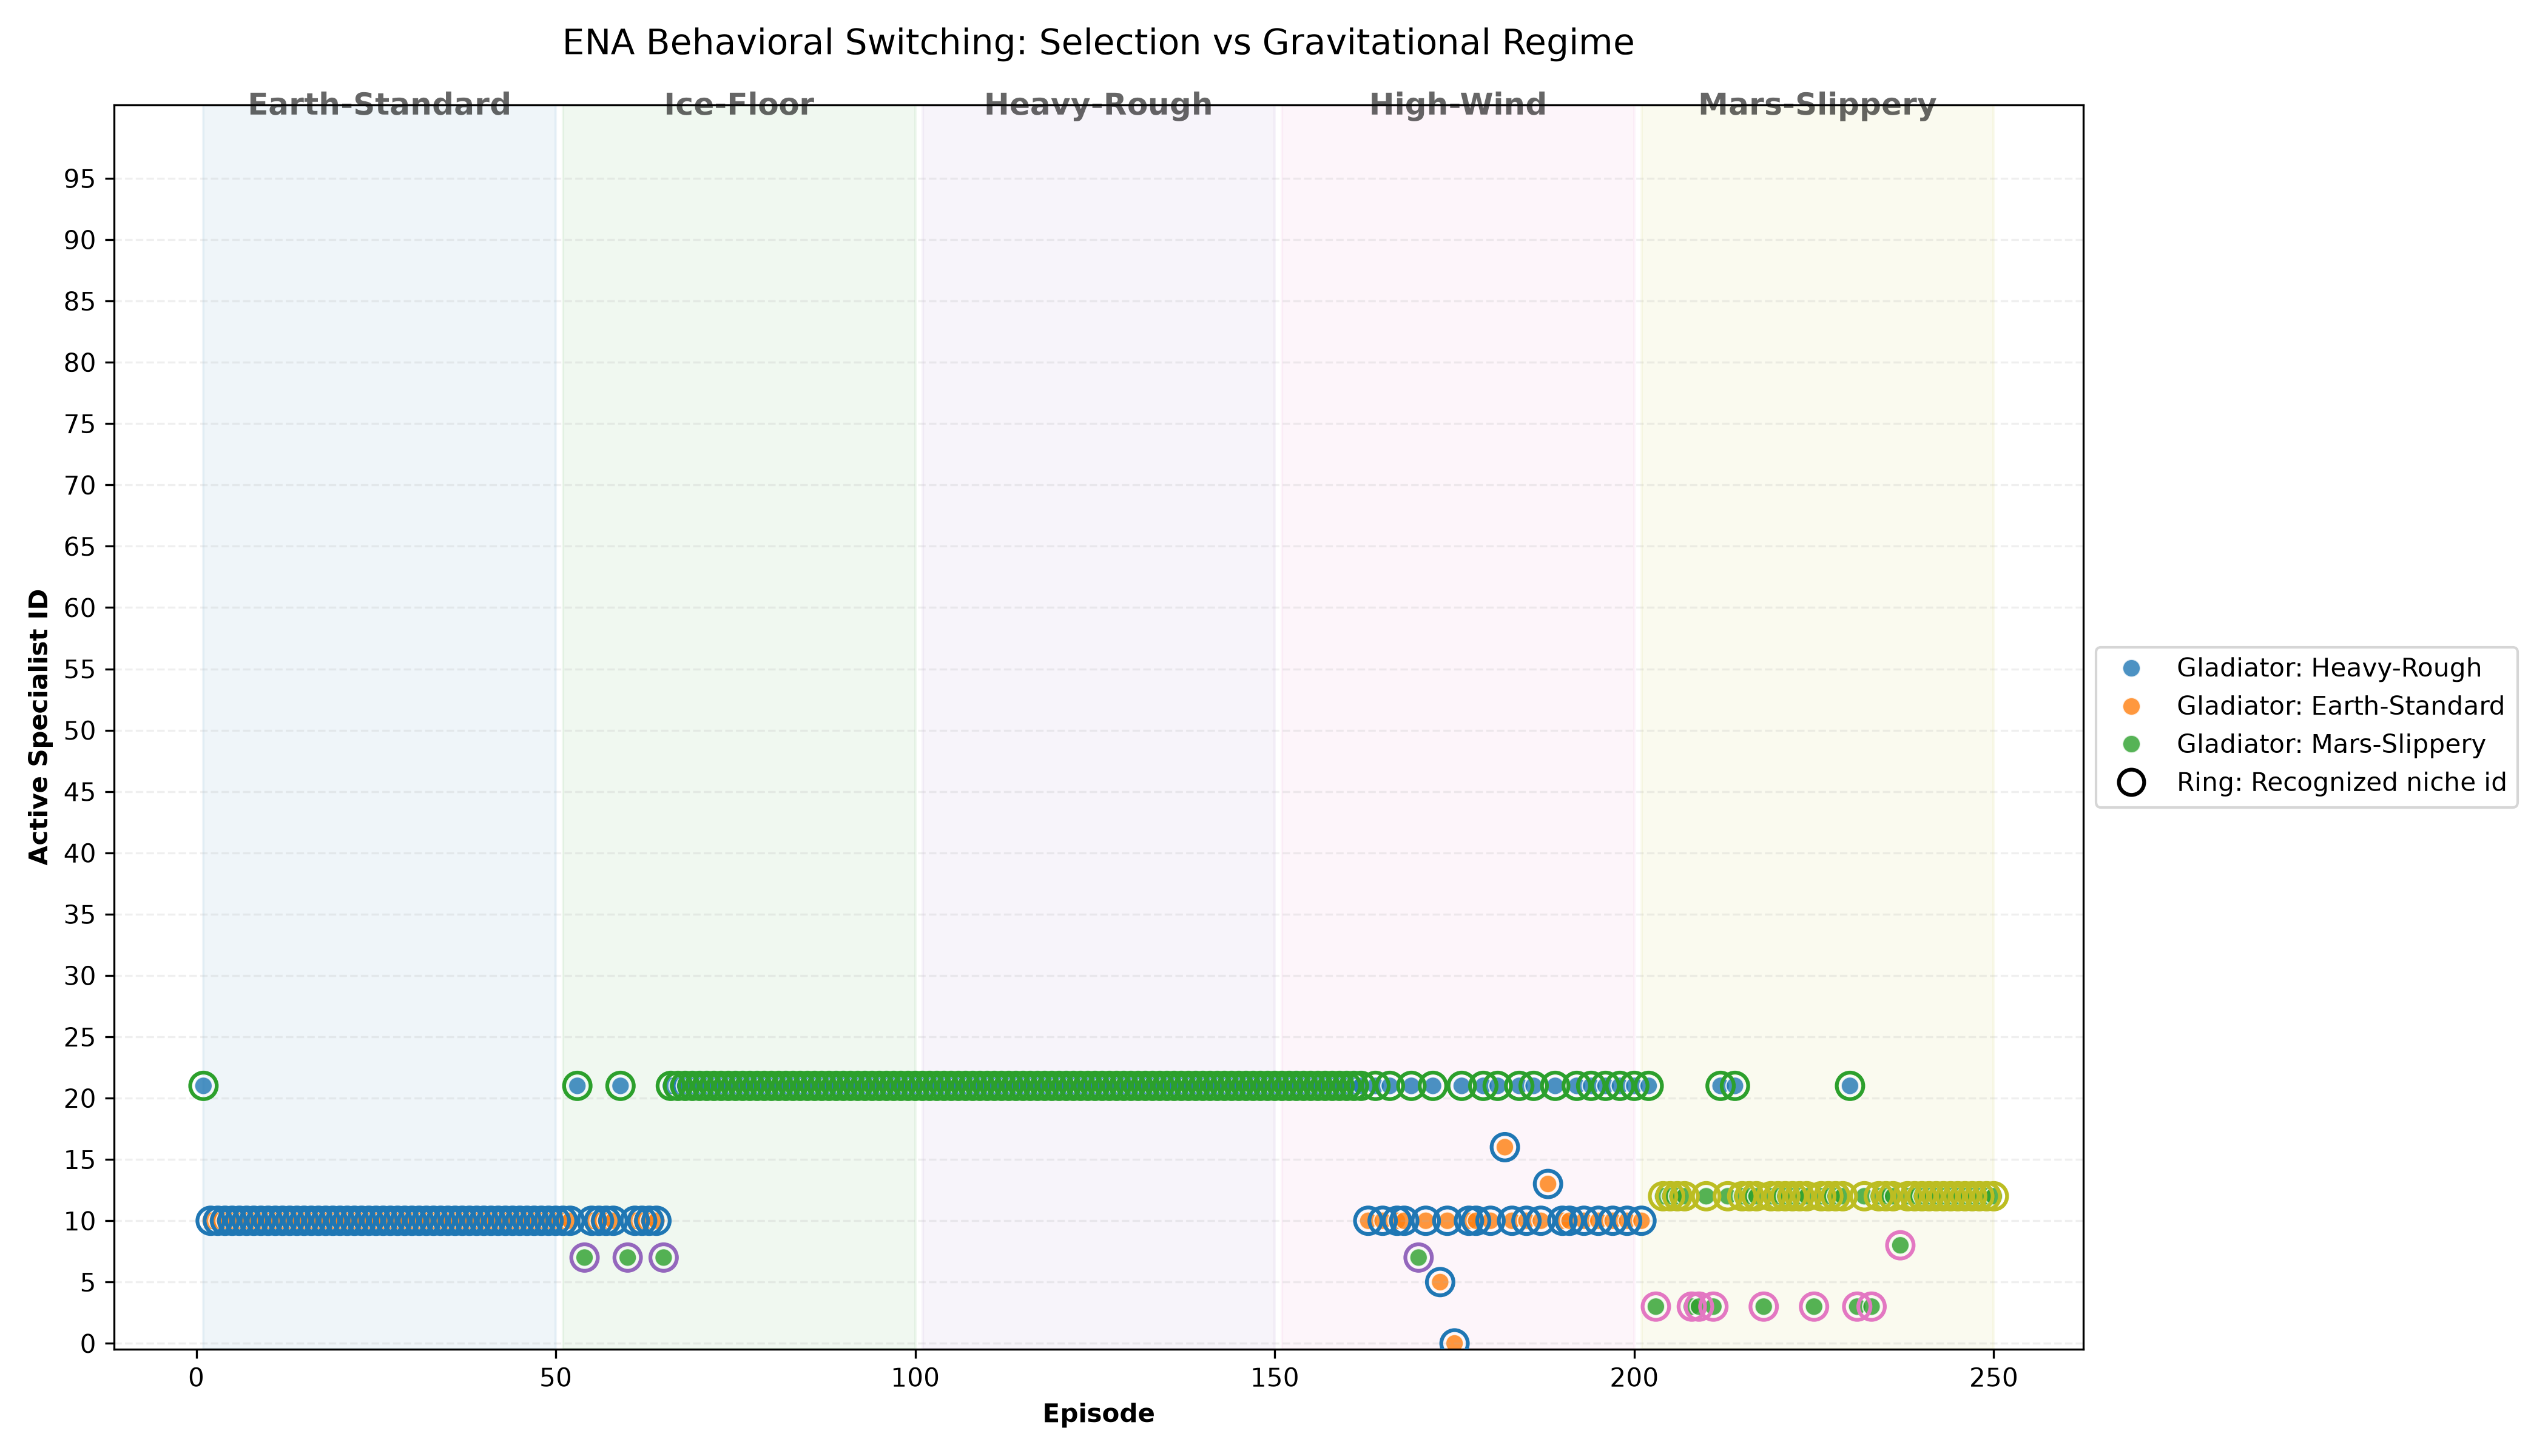 ENA Behavioral Switching: Selection vs Gravitational Regime
Earth-Standard Ice-Floor Heavy-Rough High-Wind Mars-Slippery
95
90
85
80
75
70
65
60
55
50
45
40
35
30
25
20
15
10
5
0
Active Specialist ID
0 50 100 150 200 250
Episode
Gladiator: Heavy-Rough
Gladiator: Earth-Standard
Gladiator: Mars-Slippery
Ring: Recognized niche id